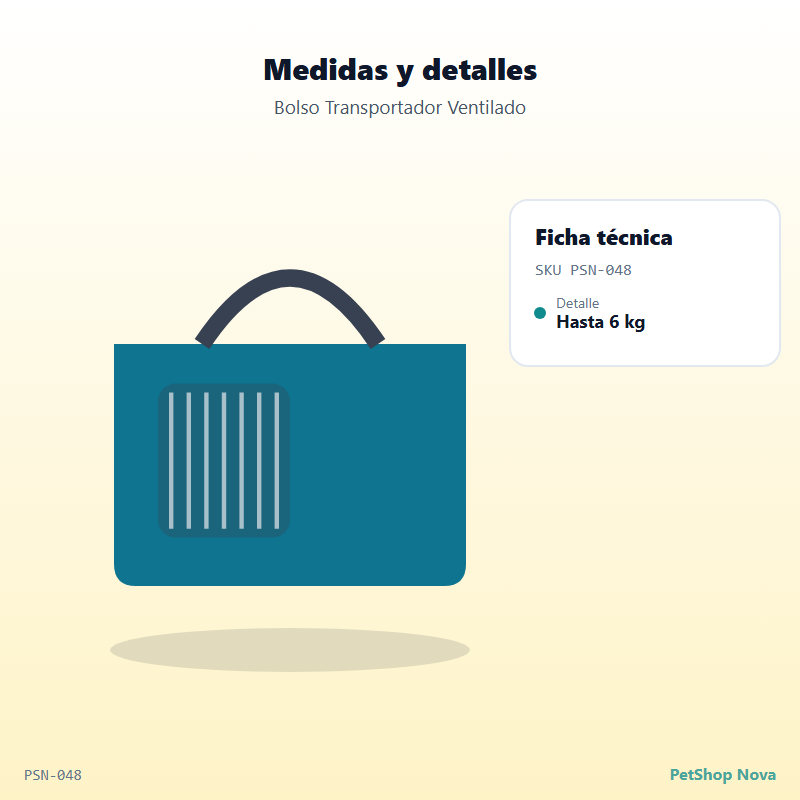 Medidas y detalles
Bolso Transportador Ventilado
Ficha técnica
SKU PSN-048
Detalle
Hasta 6 kg
PSN-048
PetShop Nova